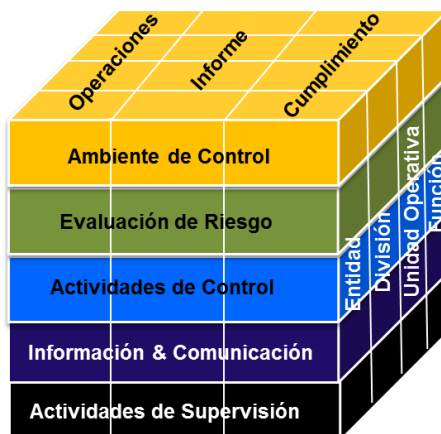 Operaciones
Informe
Cumplimiento
Ambiente de Control
Evaluación de Riesgo
Actividades de Control
Información & Comunicación
Actividades de Supervisión
Entidad
División
Unidad Operativa
Función